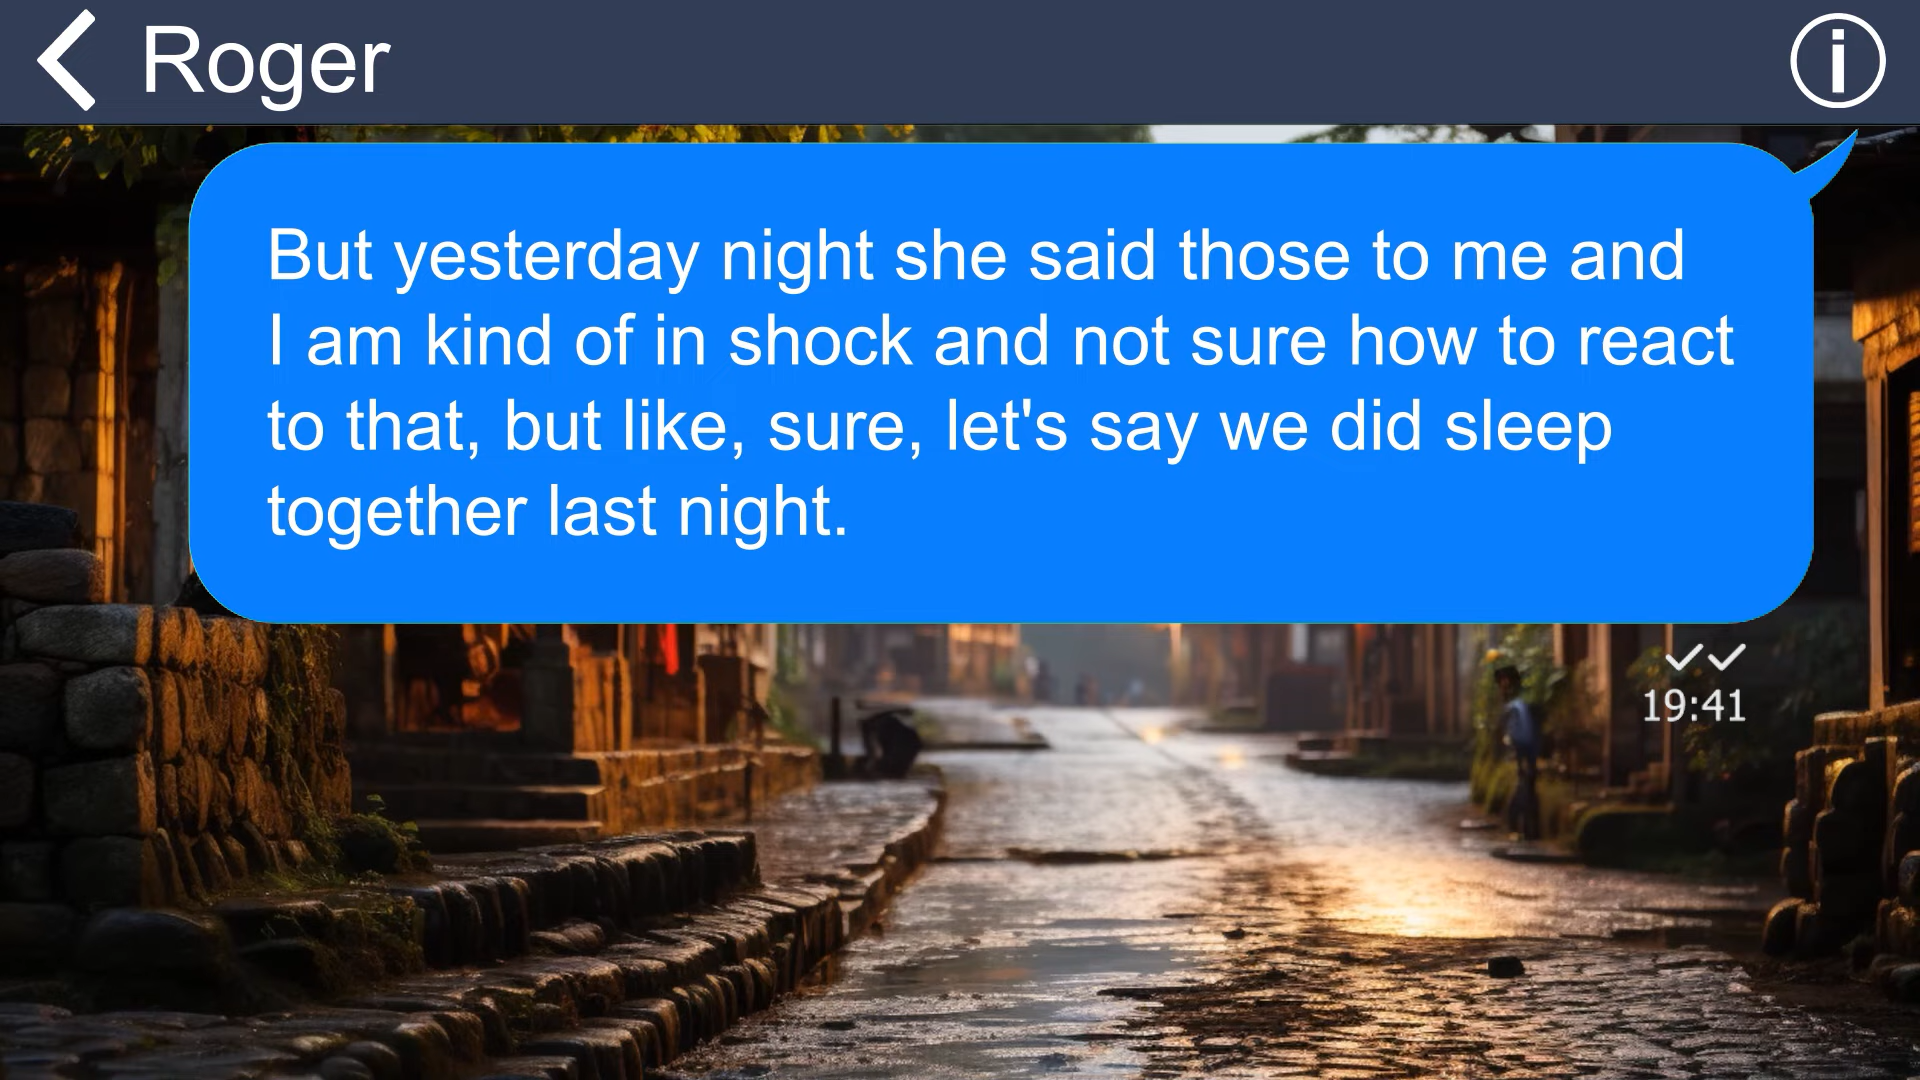 Roger
But yesterday night she said those to me and
I am kind of in shock and not sure how to react
to that, but like, sure, let's say we did sleep
together last night.
19:41